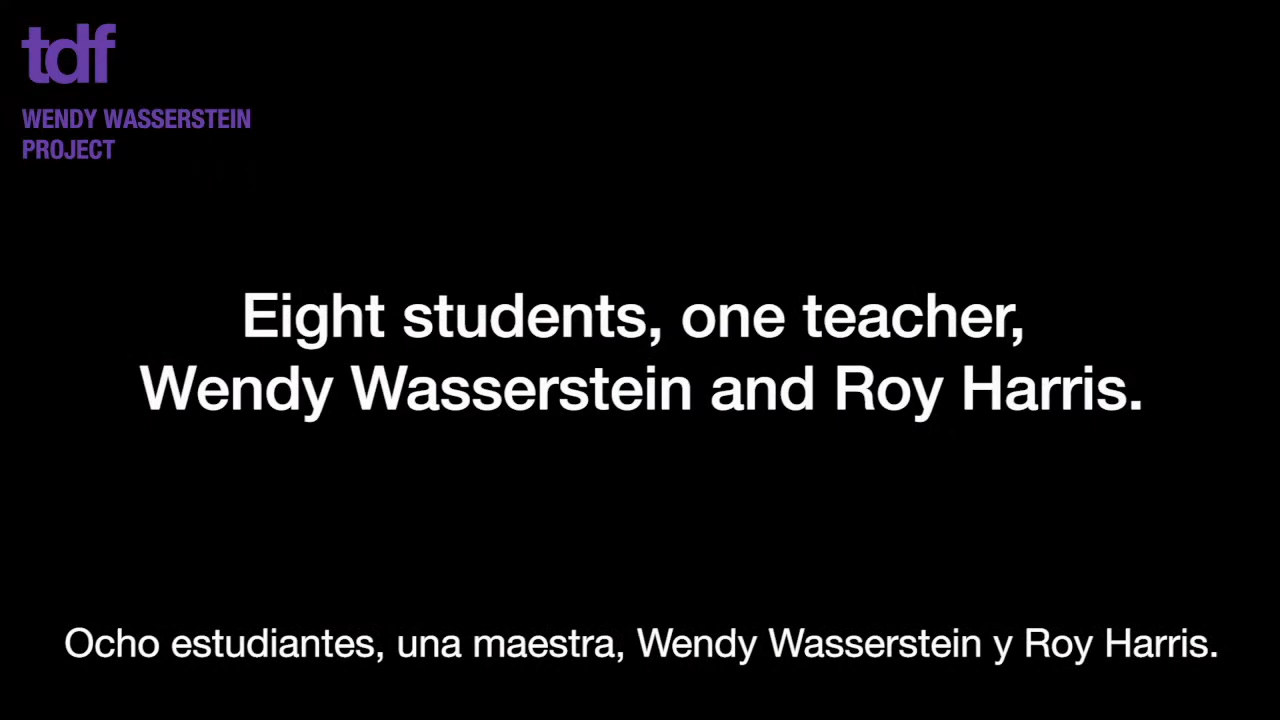 tdf
WENDY WASSERSTEIN
PROJECT
Eight students, one teacher,
Wendy Wasserstein and Roy Harris.
Ocho estudiantes, una maestra, Wendy Wasserstein y Roy Harris.